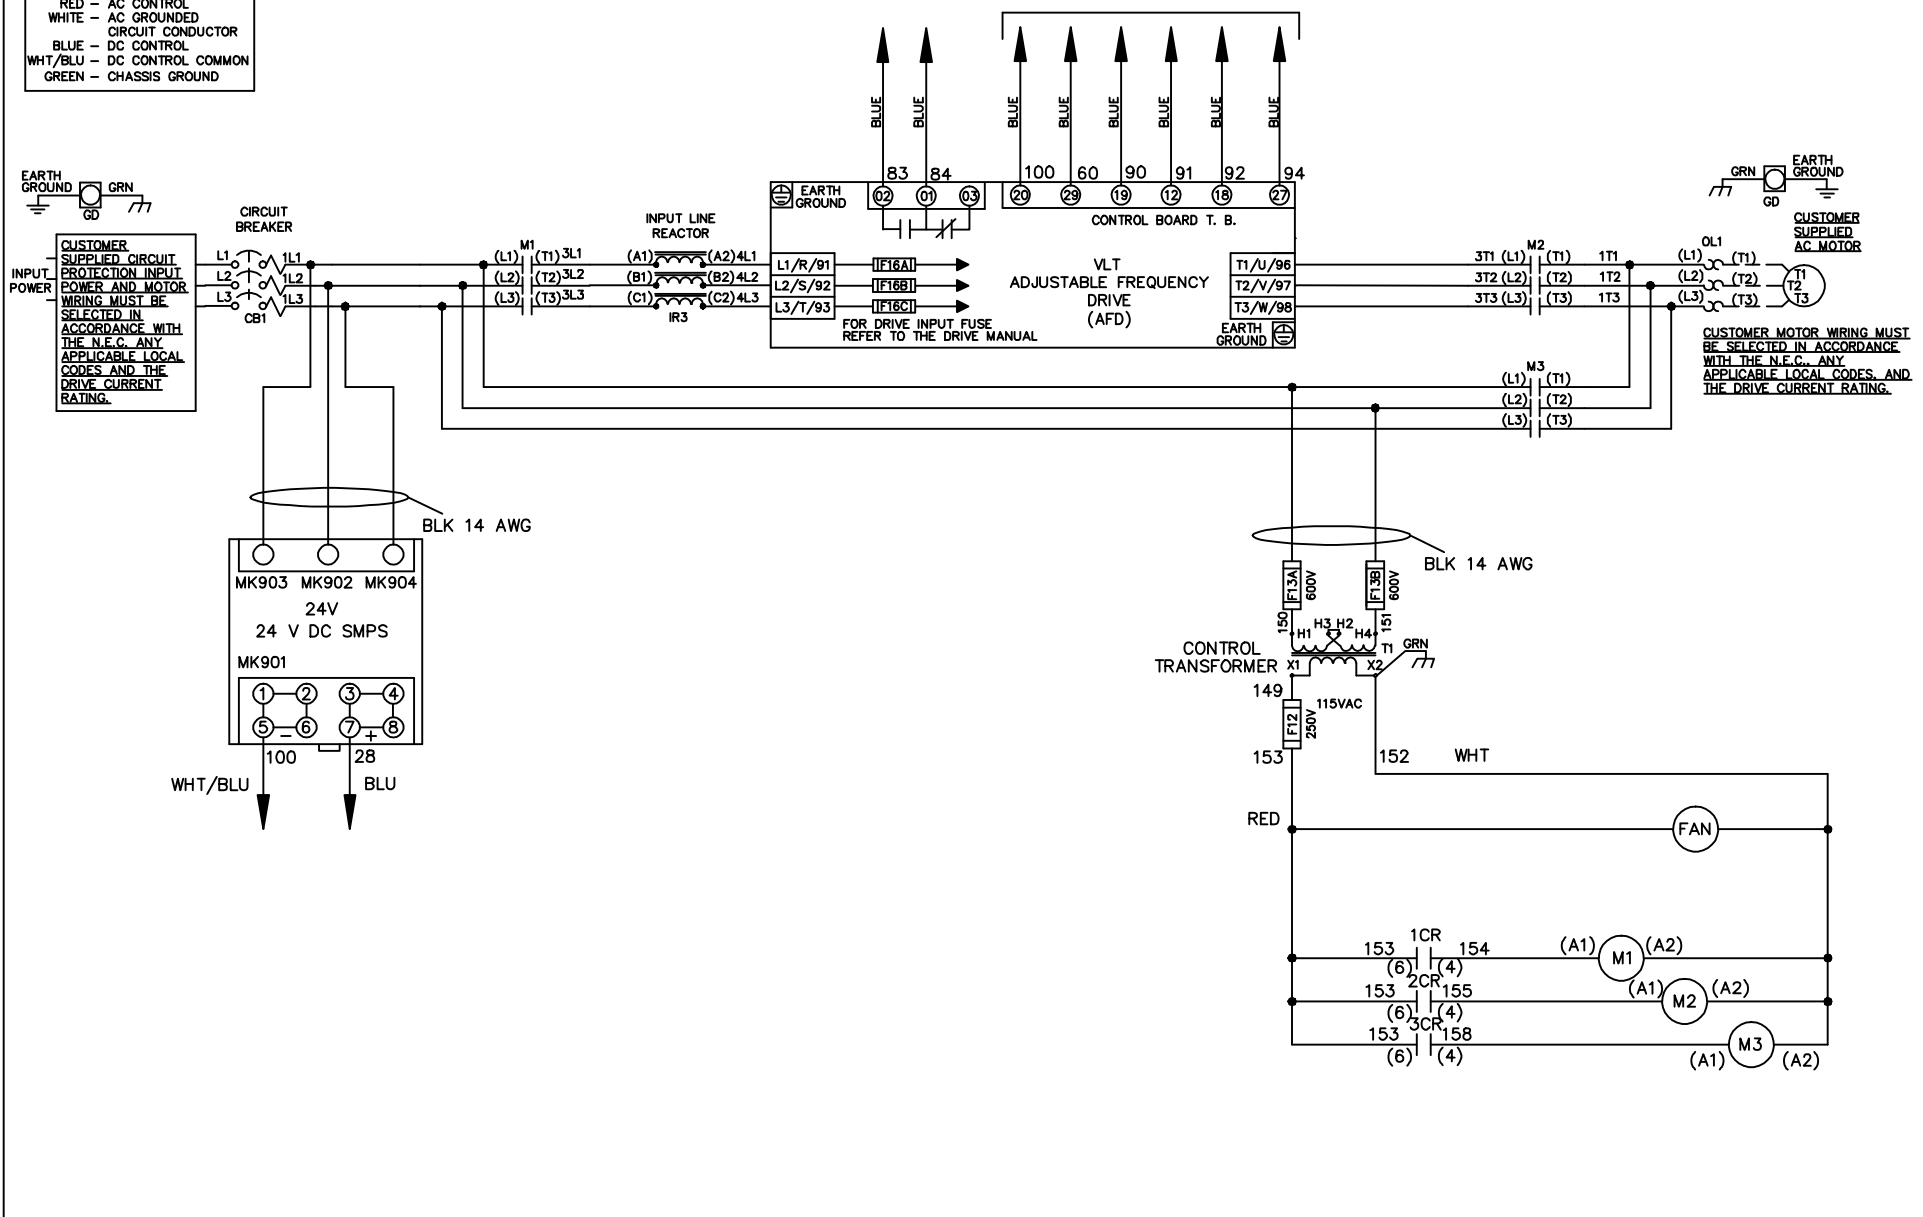 RED – AC CONTROL
WHITE – AC GROUNDED
CIRCUIT CONDUCTOR
BLUE – DC CONTROL
WHT/BLU – DC CONTROL COMMON
GREEN – CHASSIS GROUND
BLUE BLUE BLUE BLUE BLUE BLUE BLUE BLUE
83 84 100 60 90 91 92 94
EARTH
GROUND
GRN
GD
EARTH
GROUND
02 01 03 20 29 19 12 18 27
CONTROL BOARD T. B.
GRN
EARTH
GROUND
GD
CUSTOMER
SUPPLIED
AC MOTOR
CIRCUIT
BREAKER
INPUT
POWER
CUSTOMER
SUPPLIED CIRCUIT
PROTECTION INPUT
POWER AND MOTOR
WIRING MUST BE
SELECTED IN
ACCORDANCE WITH
THE N.E.C. ANY
APPLICABLE LOCAL
CODES AND THE
DRIVE CURRENT
RATING.
L1 1L1
L2 1L2
L3 1L3
CB1
M1
(L1) (T1) 3L1
(L2) (T2) 3L2
(L3) (T3) 3L3
INPUT LINE
REACTOR
(A1) (A2) 4L1
(B1) (B2) 4L2
(C1) (C2) 4L3
IR3
L1/R/91 F16A
L2/S/92 F16B
L3/T/93 F16C
FOR DRIVE INPUT FUSE
REFER TO THE DRIVE MANUAL
VLT
ADJUSTABLE FREQUENCY
DRIVE
(AFD)
T1/U/96
T2/V/97
T3/W/98
EARTH
GROUND
M2
3T1 (L1) (T1) 1T1
3T2 (L2) (T2) 1T2
3T3 (L3) (T3) 1T3
OL1
(L1) (T1)
(L2) (T2)
(L3) (T3)
T1
T2
T3
CUSTOMER MOTOR WIRING MUST
BE SELECTED IN ACCORDANCE
WITH THE N.E.C., ANY
APPLICABLE LOCAL CODES, AND
THE DRIVE CURRENT RATING.
M3
(L1) (T1)
(L2) (T2)
(L3) (T3)
BLK 14 AWG
MK903 MK902 MK904
24V
24 V DC SMPS
MK901
1 2 3 4
5 – 6 7 + 8
100 28
WHT/BLU BLU
BLK 14 AWG
F13A 600V F13B 600V
150 151
H1 H3 H2 H4
T1
GRN
CONTROL
TRANSFORMER
X1 X2
149
115VAC
F12 250V
153 152 WHT
RED
FAN
1CR
153 154 (A1) M1 (A2)
(6) (4)
2CR
153 155 (A1) M2 (A2)
(6) (4)
3CR
153 158 M3
(6) (4) (A1) (A2)